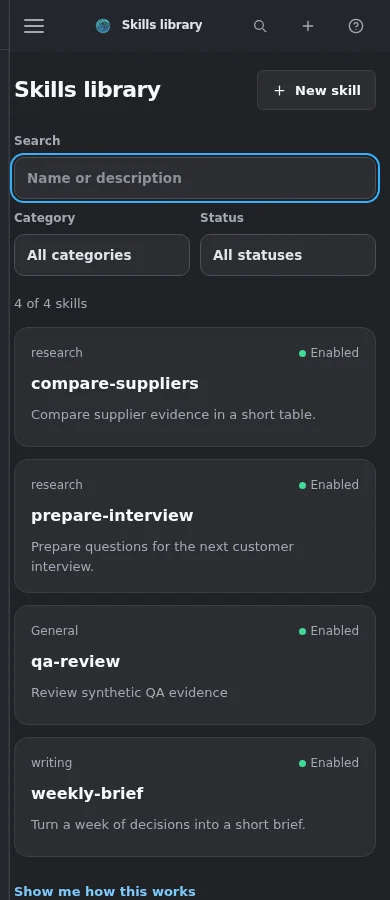 Skills library
Skills library
+ New skill
Search
Name or description
Category
Status
All categories
All statuses
4 of 4 skills
research
Enabled
compare-suppliers
Compare supplier evidence in a short table.
research
Enabled
prepare-interview
Prepare questions for the next customer
interview.
General
Enabled
qa-review
Review synthetic QA evidence
writing
Enabled
weekly-brief
Turn a week of decisions into a short brief.
Show me how this works